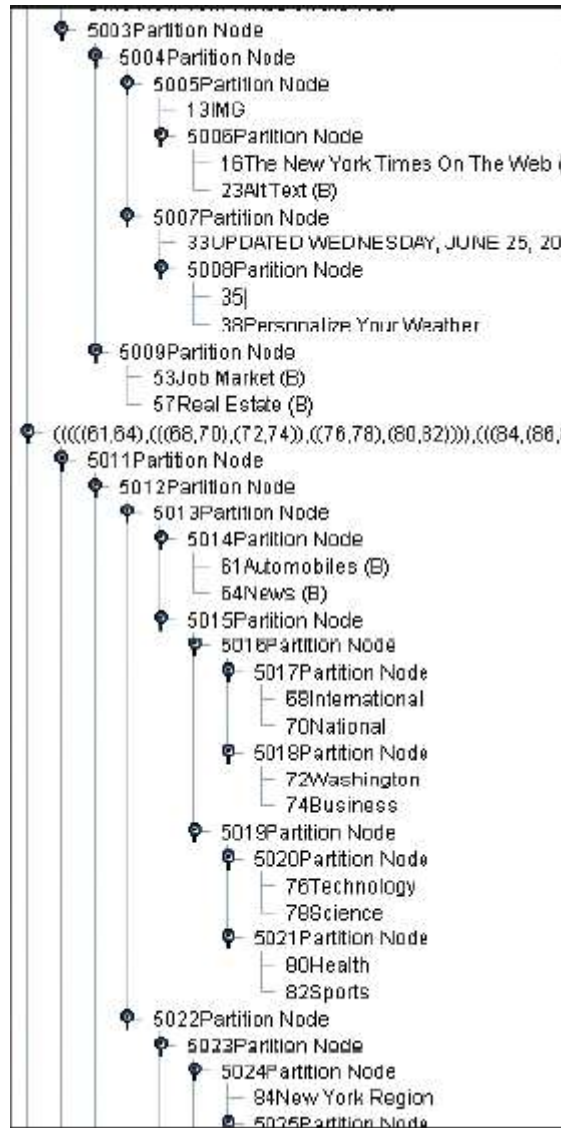 5003Partition Node
5004Partition Node
5005Partition Node
13IMG
5006Partition Node
16The New York Times On The Web (
23AltText (B)
5007Partition Node
33UPDATED WEDNESDAY, JUNE 25, 20
5008Partition Node
35|
38Personalize Your Weather
5009Partition Node
53Job Market (B)
57Real Estate (B)
(((((61,64),(((68,70),(72,74)),((76,78),(80,82)))),(((84,(86,
5011Partition Node
5012Partition Node
5013Partition Node
5014Partition Node
61Automobiles (B)
64News (B)
5015Partition Node
5016Partition Node
5017Partition Node
68International
70National
5018Partition Node
72Washington
74Business
5019Partition Node
5020Partition Node
76Technology
78Science
5021Partition Node
80Health
82Sports
5022Partition Node
5023Partition Node
5024Partition Node
84New York Region
5025Partition Node